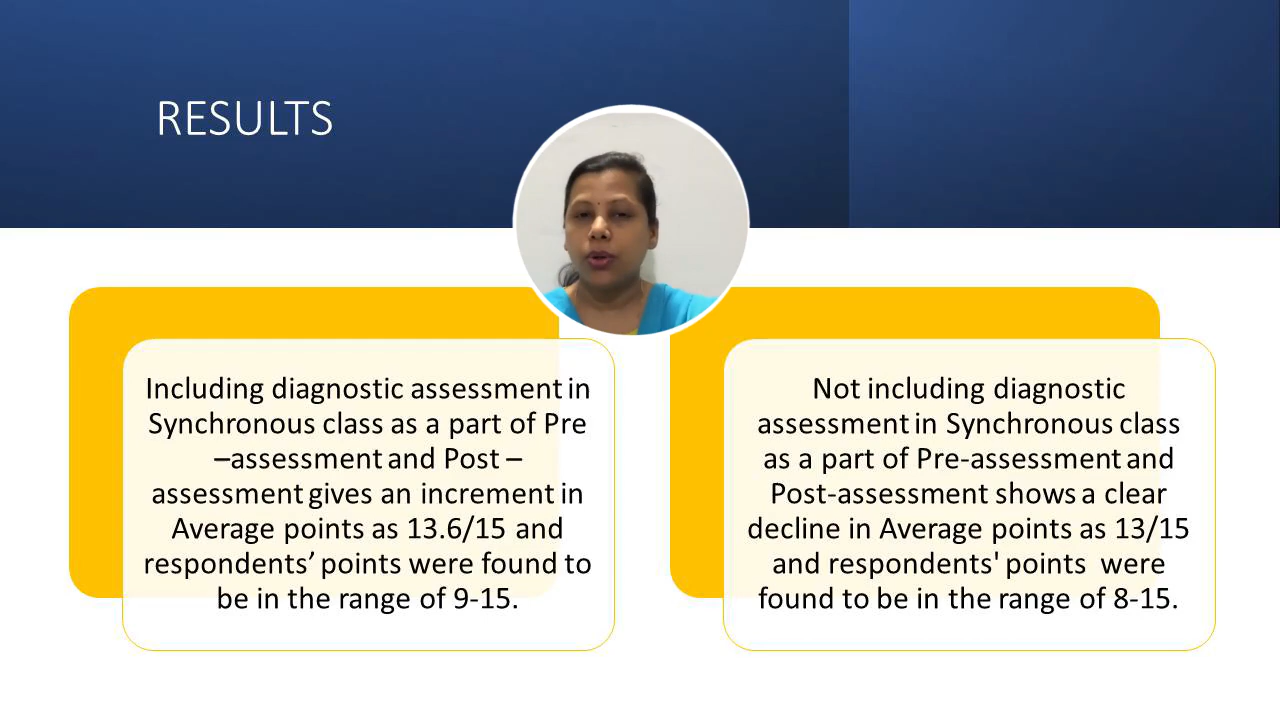 RESULTS
Including diagnostic assessment in
Synchronous class as a part of Pre
–assessment and Post –
assessment gives an increment in
Average points as 13.6/15 and
respondents’ points were found to
be in the range of 9-15.
Not including diagnostic
assessment in Synchronous class
as a part of Pre-assessment and
Post-assessment shows a clear
decline in Average points as 13/15
and respondents' points  were
found to be in the range of 8-15.